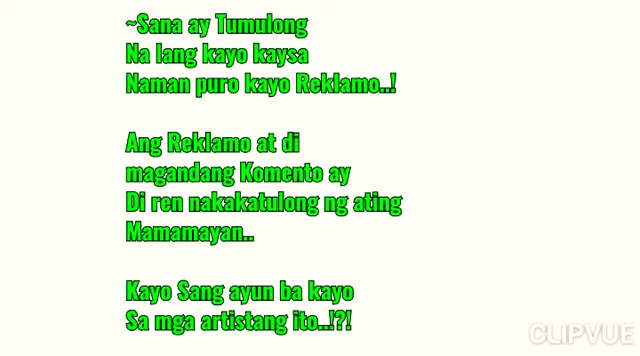 ~Sana ay Tumulong
Na lang kayo kaysa
Naman puro kayo Reklamo..!
Ang Reklamo at di
magandang Komento ay
Di ren nakakatulong ng ating
Mamamayan..
Kayo Sang ayun ba kayo
Sa mga artistang ito..!?!
CLIPVUE